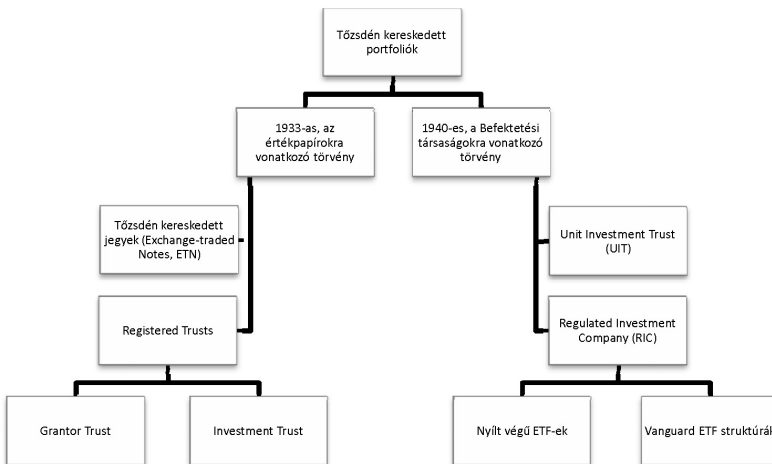 Tőzsdén kereskedett
portfoliók
1933-as, az
értékpapírokra
vonatkozó törvény
1940-es, a Befektetési
társaságokra vonatkozó
törvény
Tőzsdén kereskedett
jegyek (Exchange-traded
Notes, ETN)
Unit Investment Trust
(UIT)
Registered Trusts
Regulated Investment
Company (RIC)
Grantor Trust
Investment Trust
Nyílt végű ETF-ek
Vanguard ETF struktúrák